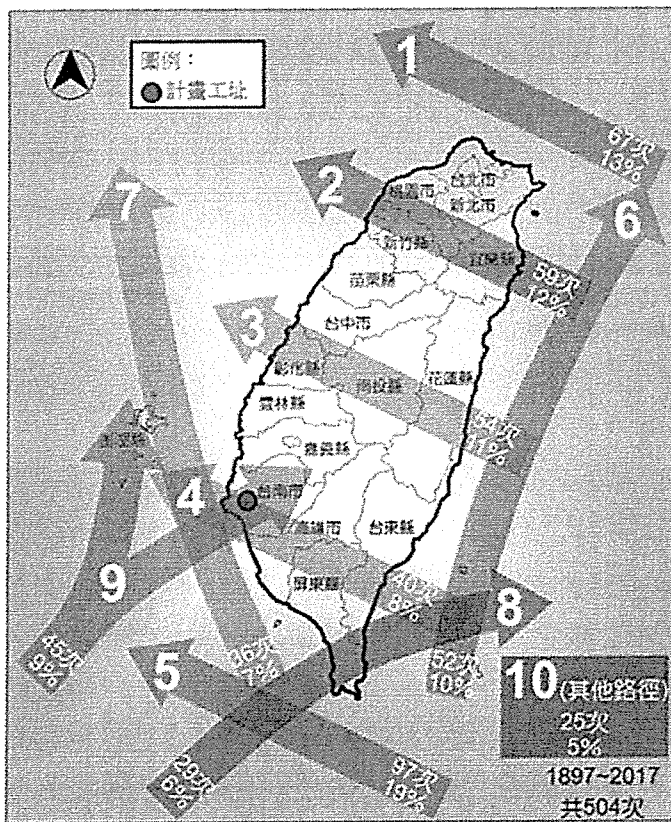 圖例：
計畫工址
1
67次
13%
2
7
6
台北市
桃園市
新北市
新竹縣
宜蘭縣
59次
12%
苗栗縣
3
台中市
彰化縣
南投縣
花蓮縣
雲林縣
54次
11%
澎湖縣
嘉義縣
4
台南市
高雄市
台東縣
屏東縣
9
40次
8%
8
45次
9%
5
36次
7%
52次
10%
10(其他路徑)
25次
5%
29次
6%
97次
19%
1897~2017
共504次